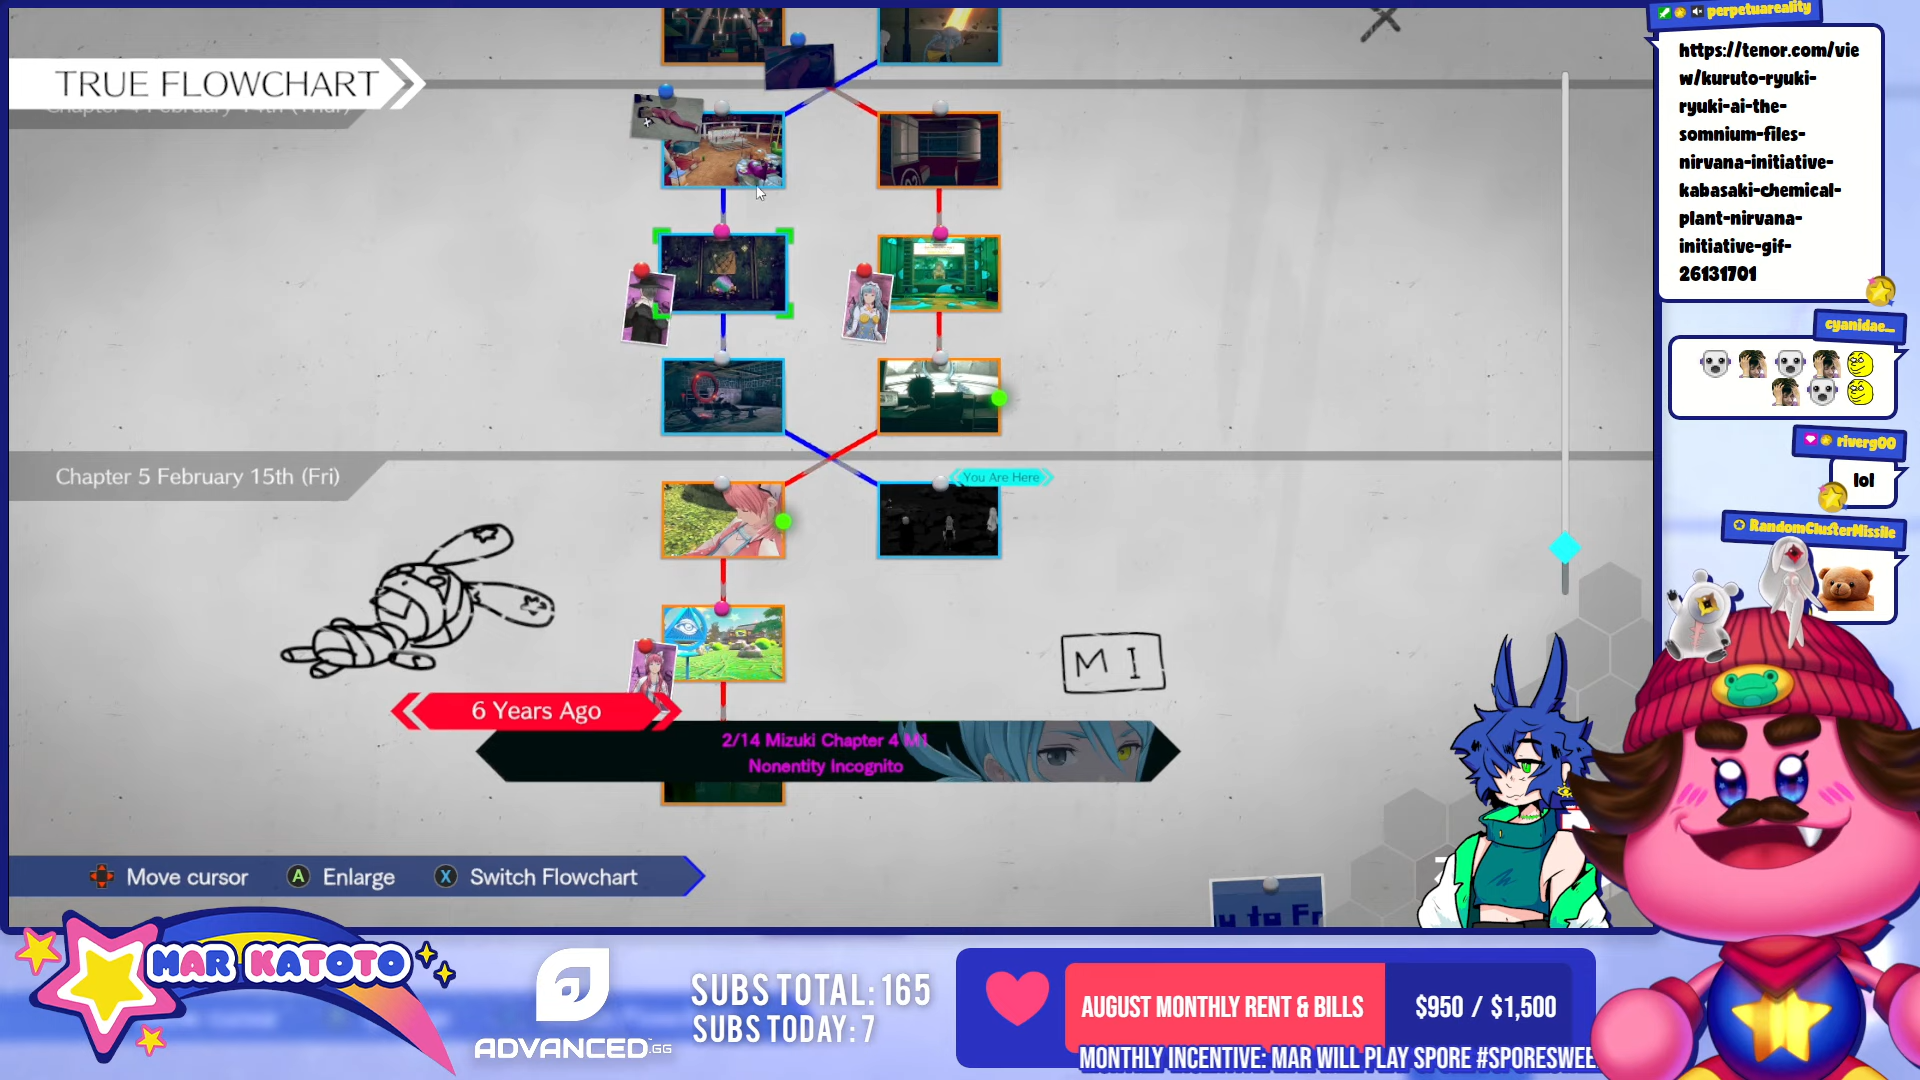 TRUE FLOWCHART
Chapter 5 February 15th (Fri)
You Are Here
M I
6 Years Ago
2/14 Mizuki Chapter 4 M1
Nonentity Incognito
Move cursor
A
Enlarge
X
Switch Flowchart
perpetuareality
https://tenor.com/vie
w/kuruto-ryuki-
ryuki-ai-the-
somnium-files-
nirvana-initiative-
kabasaki-chemical-
plant-nirvana-
initiative-gif-
26131701
cyanidae_
riverg00
lol
RandomClusterMissile
MAR KATOTO
ADVANCED.GG
SUBS TOTAL: 165
SUBS TODAY: 7
AUGUST MONTHLY RENT & BILLS
$950 / $1,500
MONTHLY INCENTIVE: MAR WILL PLAY SPORE #SPORESWEE